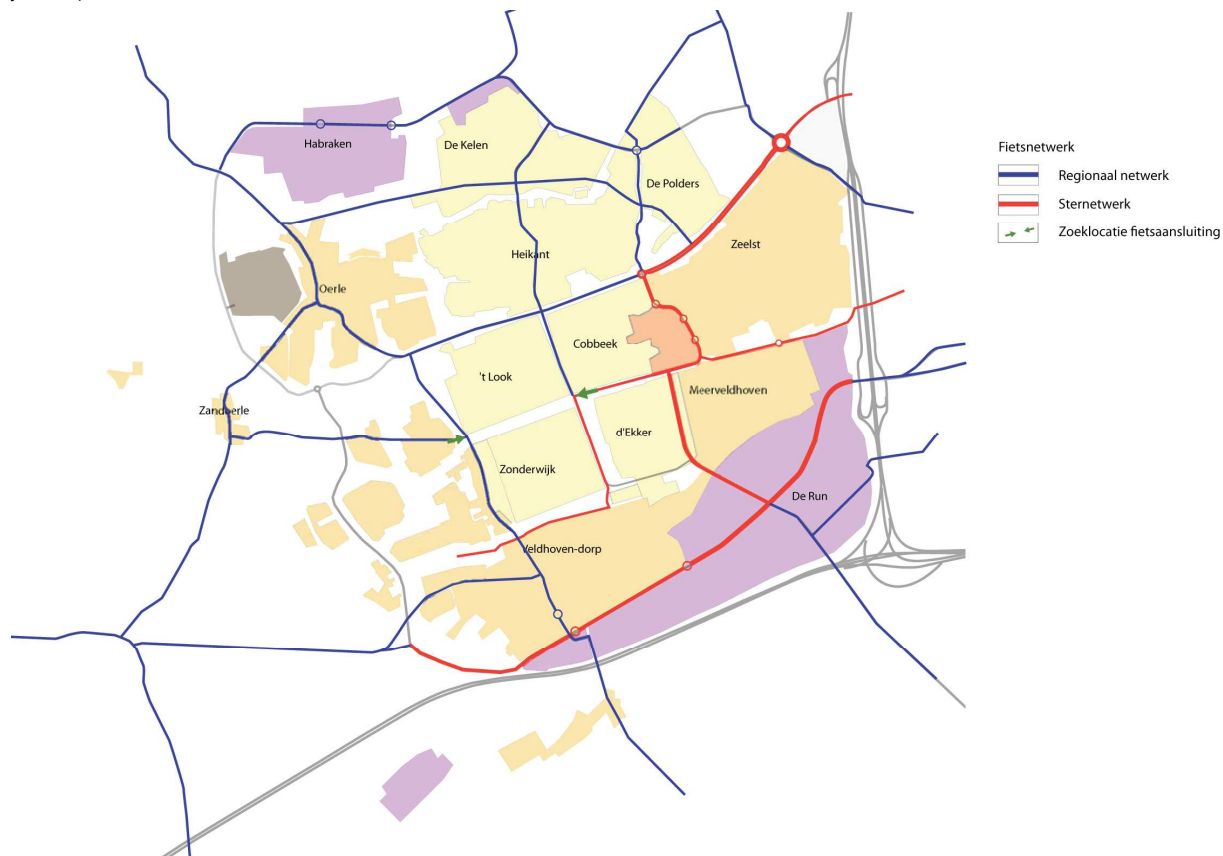 Habraken
De Kelen
De Polders
Heikant
Zeelst
Oerle
Cobbeek
't Look
Meerveldhoven
Zandoerle
d'Ekker
Zonderwijk
De Run
Veldhoven-dorp
Fietsnetwerk
Regionaal netwerk
Sternetwerk
Zoeklocatie fietsaansluiting